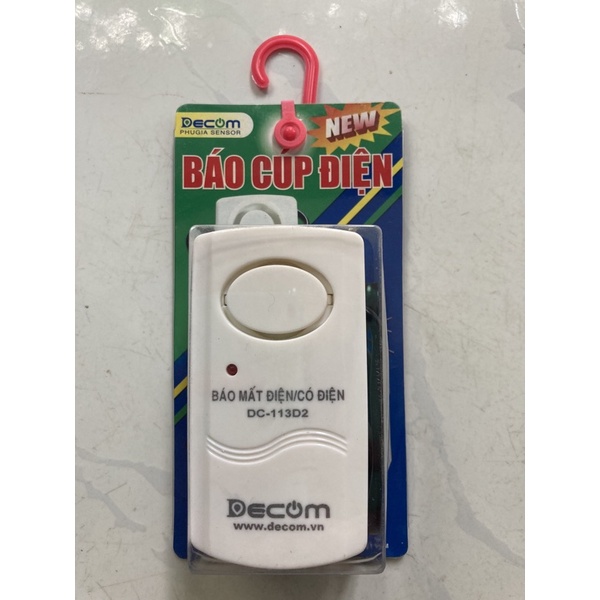 DECOM
PHUGIA SENSOR
NEW
BÁO CÚP ĐIỆN
BÁO MẤT ĐIỆN/CÓ ĐIỆN
DC-113D2
DECOM
www.decom.vn